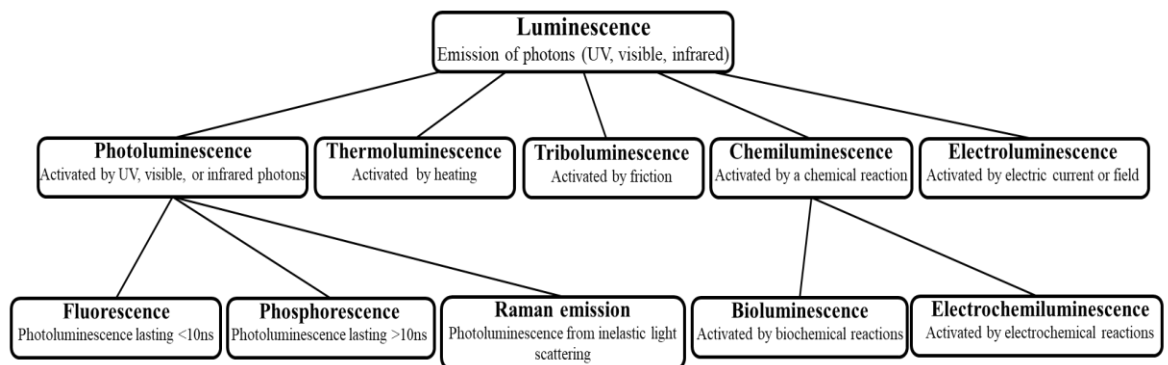 Luminescence
Emission of photons (UV, visible, infrared)
Photoluminescence
Activated by UV, visible, or infrared photons
Thermoluminescence
Activated by heating
Triboluminescence
Activated by friction
Chemiluminescence
Activated by a chemical reaction
Electroluminescence
Activated by electric current or field
Fluorescence
Photoluminescence lasting <10ns
Phosphorescence
Photoluminescence lasting >10ns
Raman emission
Photoluminescence from inelastic light
scattering
Bioluminescence
Activated by biochemical reactions
Electrochemiluminescence
Activated by electrochemical reactions